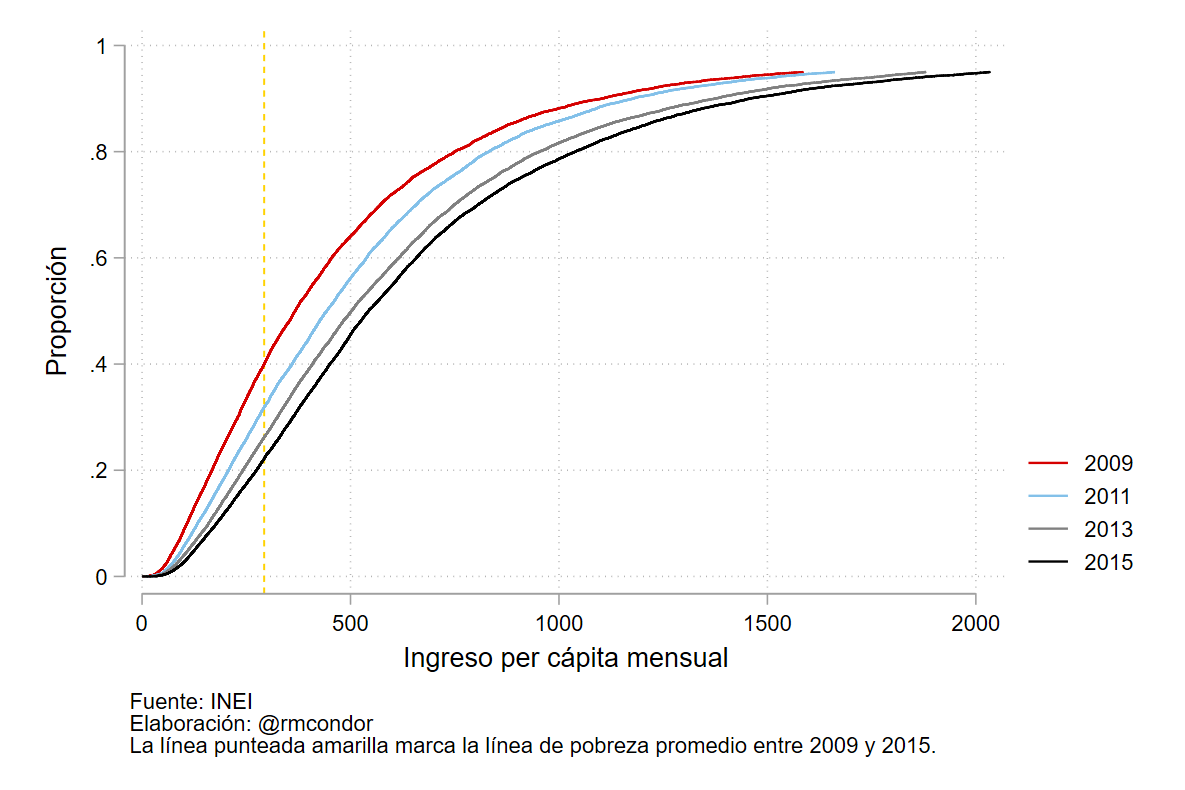 1
.8
.6
.4
.2
0
Proporción
0 500 1000 1500 2000
Ingreso per cápita mensual
2009
2011
2013
2015
Fuente: INEI
Elaboración: @rmcondor
La línea punteada amarilla marca la línea de pobreza promedio entre 2009 y 2015.